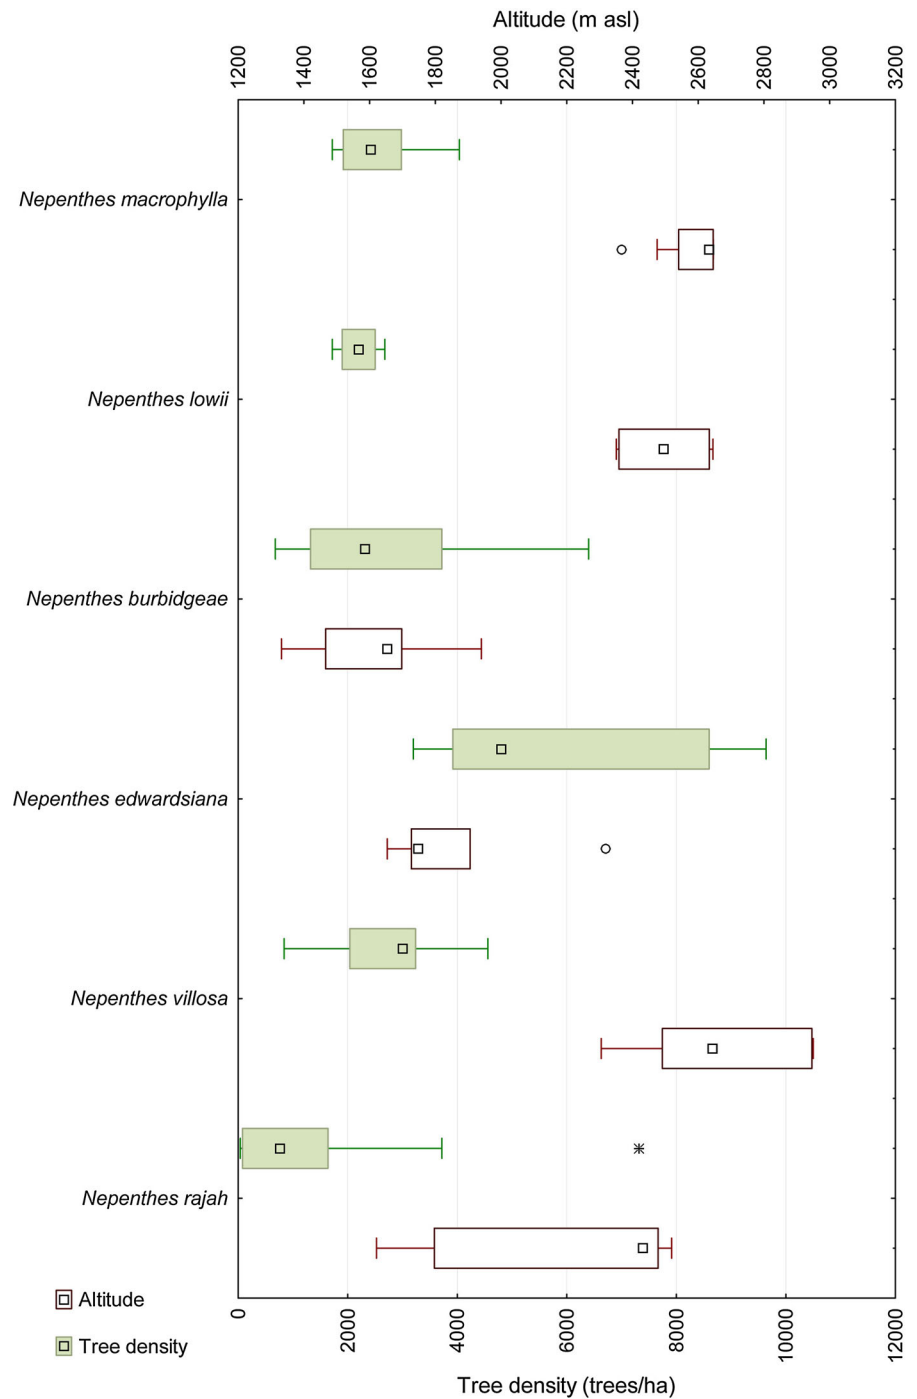 Altitude (m asl)
1200 1400 1600 1800 2000 2200 2400 2600 2800 3000 3200
Nepenthes macrophylla
Nepenthes lowii
Nepenthes burbidgeae
Nepenthes edwardsiana
Nepenthes villosa
Nepenthes rajah
Altitude
Tree density
0 2000 4000 6000 8000 10000 12000
Tree density (trees/ha)